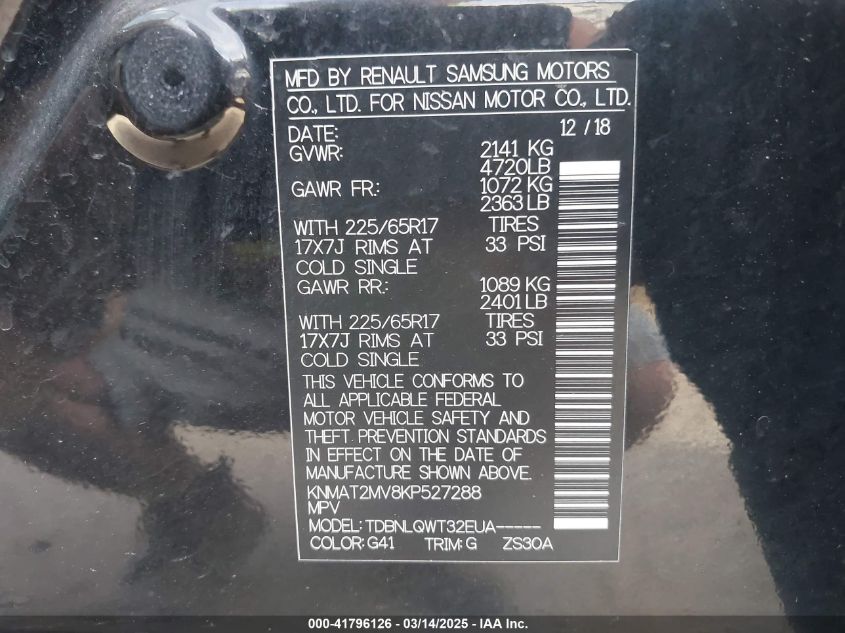 MFD BY RENAULT SAMSUNG MOTORS
CO., LTD. FOR NISSAN MOTOR CO., LTD.
DATE: 12 / 18
GVWR: 2141 KG
4720LB
GAWR FR.: 1072 KG
2363 LB
WITH 225/65R17 TIRES
17X7J RIMS AT 33 PSI
COLD SINGLE
GAWR RR.: 1089 KG
2401 LB
WITH 225/65R17 TIRES
17X7J RIMS AT 33 PSI
COLD SINGLE
THIS VEHICLE CONFORMS TO
ALL APPLICABLE FEDERAL
MOTOR VEHICLE SAFETY AND
THEFT PREVENTION STANDARDS
IN EFFECT ON THE DATE OF
MANUFACTURE SHOWN ABOVE.
KNMAT2MV8KP527288
MPV
MODEL: TDBNLQWT32EUA-----
COLOR: G41 TRIM: G ZS30A
000-41796126 - 03/14/2025 - IAA Inc.